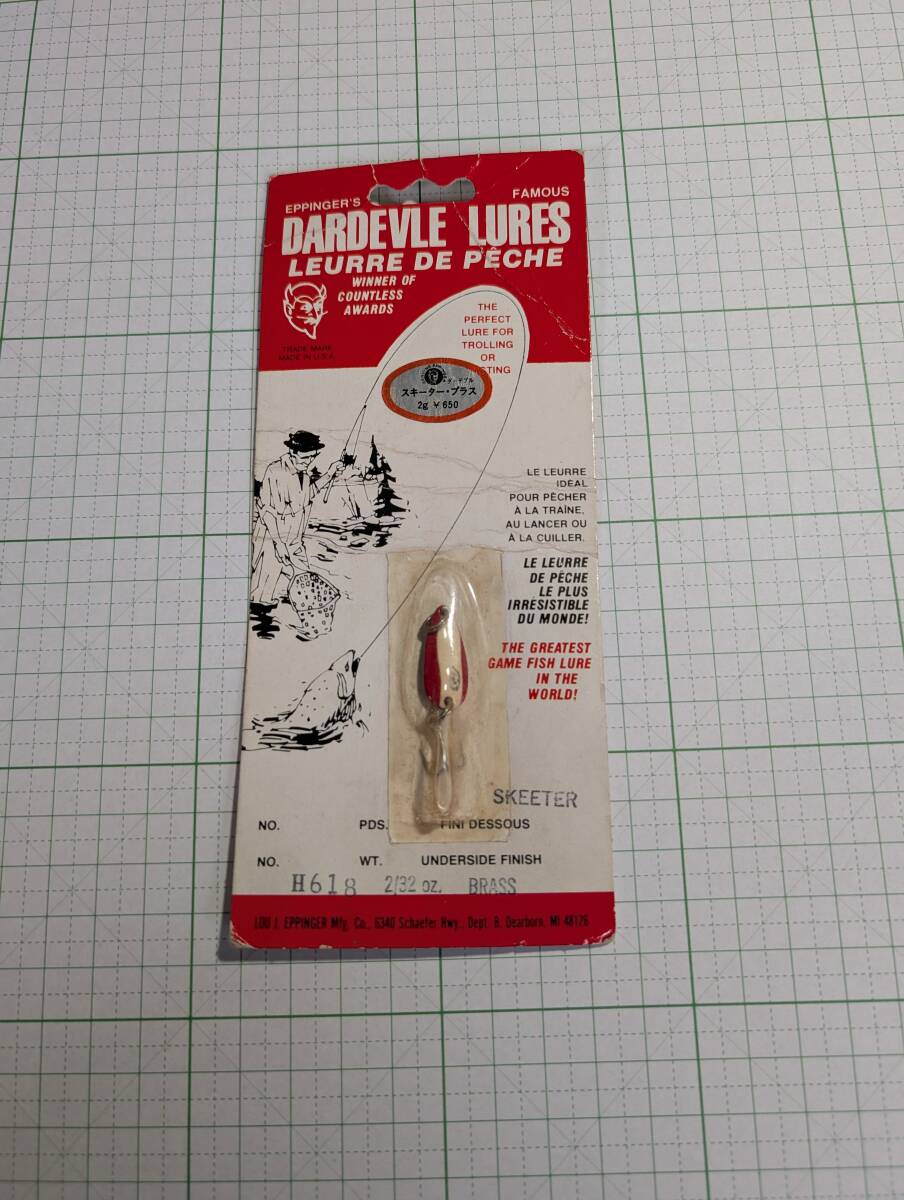 EPPINGER'S FAMOUS
DARDEVLE LURES
LEURRE DE PÊCHE
WINNER OF
COUNTLESS
AWARDS
TRADE MARK
MADE IN U.S.A.
THE
PERFECT
LURE FOR
TROLLING
OR
STING
スキーター・ブラス
2g ¥650
LE LEURRE
IDÉAL
POUR PÊCHER
À LA TRAÎNE,
AU LANCER OU
À LA CUILLER.
LE LEURRE
DE PÊCHE
LE PLUS
IRRÉSISTIBLE
DU MONDE!
THE GREATEST
GAME FISH LURE
IN THE
WORLD!
SKEETER
NO. PDS. FINI DESSOUS
NO. WT. UNDERSIDE FINISH
H618 2/32 oz. BRASS
LOU J. EPPINGER Mfg. Co., 6340 Schaefer Hwy., Dept. B. Dearborn, MI 48126